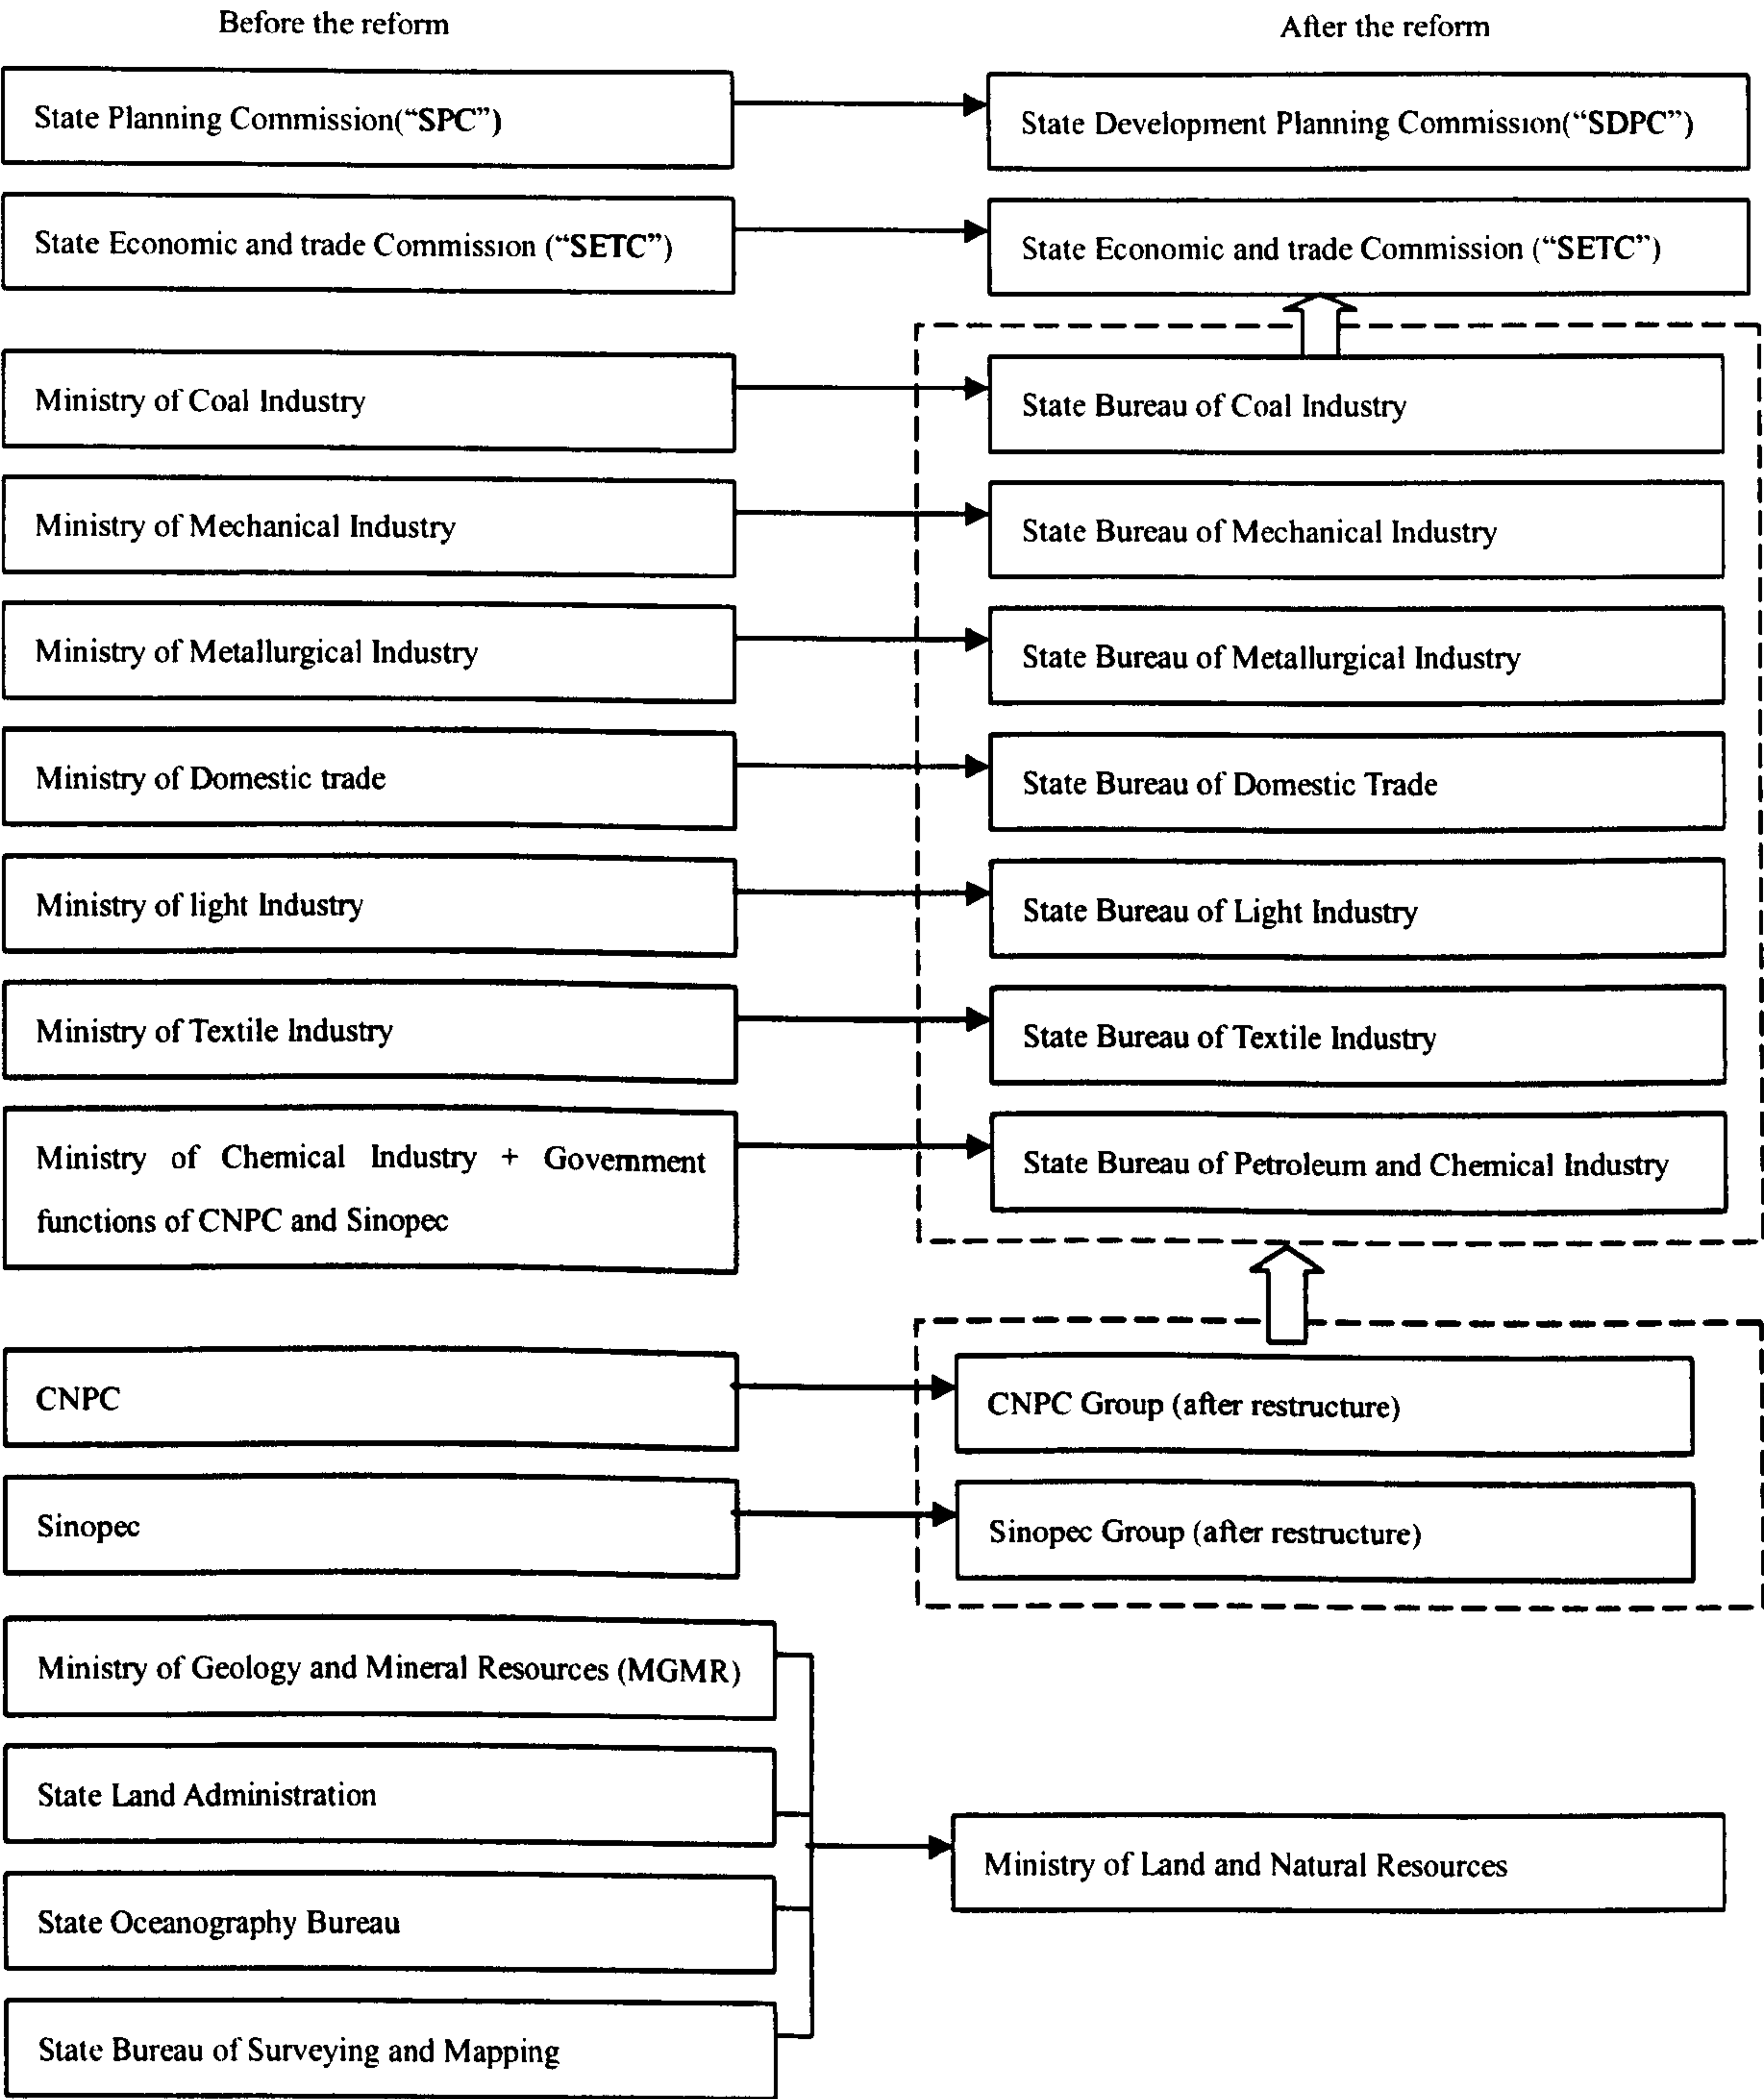 Before the reform
After the reform
State Planning Commission(“SPC”)
State Development Planning Commission(“SDPC”)
State Economic and trade Commission (“SETC”)
State Economic and trade Commission (“SETC”)
Ministry of Coal Industry
State Bureau of Coal Industry
Ministry of Mechanical Industry
State Bureau of Mechanical Industry
Ministry of Metallurgical Industry
State Bureau of Metallurgical Industry
Ministry of Domestic trade
State Bureau of Domestic Trade
Ministry of light Industry
State Bureau of Light Industry
Ministry of Textile Industry
State Bureau of Textile Industry
Ministry of Chemical Industry + Government
functions of CNPC and Sinopec
State Bureau of Petroleum and Chemical Industry
CNPC
CNPC Group (after restructure)
Sinopec
Sinopec Group (after restructure)
Ministry of Geology and Mineral Resources (MGMR)
State Land Administration
State Oceanography Bureau
State Bureau of Surveying and Mapping
Ministry of Land and Natural Resources